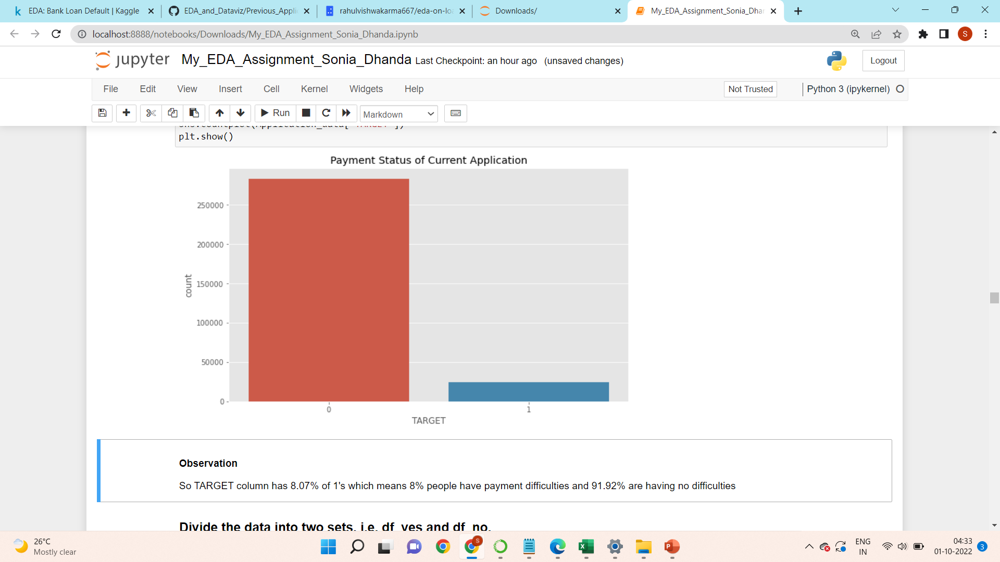 EDA: Bank Loan Default | Kaggle
EDA_and_Dataviz/Previous_Appli
rahulvishwakarma667/eda-on-loa
Downloads/
My_EDA_Assignment_Sonia_Dhan
localhost:8888/notebooks/Downloads/My_EDA_Assignment_Sonia_Dhanda.ipynb
S
jupyter
My_EDA_Assignment_Sonia_Dhanda Last Checkpoint: an hour ago (unsaved changes)
Logout
File Edit View Insert Cell Kernel Widgets Help
Not Trusted
Python 3 (ipykernel)
Run
Markdown
plt.show()
Payment Status of Current Application
250000
200000
150000
100000
50000
0
count
0 1
TARGET
Observation
So TARGET column has 8.07% of 1's which means 8% people have payment difficulties and 91.92% are having no difficulties
Divide the data into two sets, i.e. df_yes and df_no.
26°C
Mostly clear
ENG
IN
04:33
01-10-2022
3